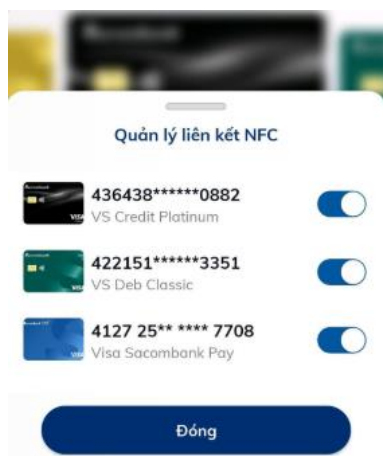 Quản lý liên kết NFC
436438******0882
VS Credit Platinum
422151******3351
VS Deb Classic
4127 25** **** 7708
Visa Sacombank Pay
Đóng